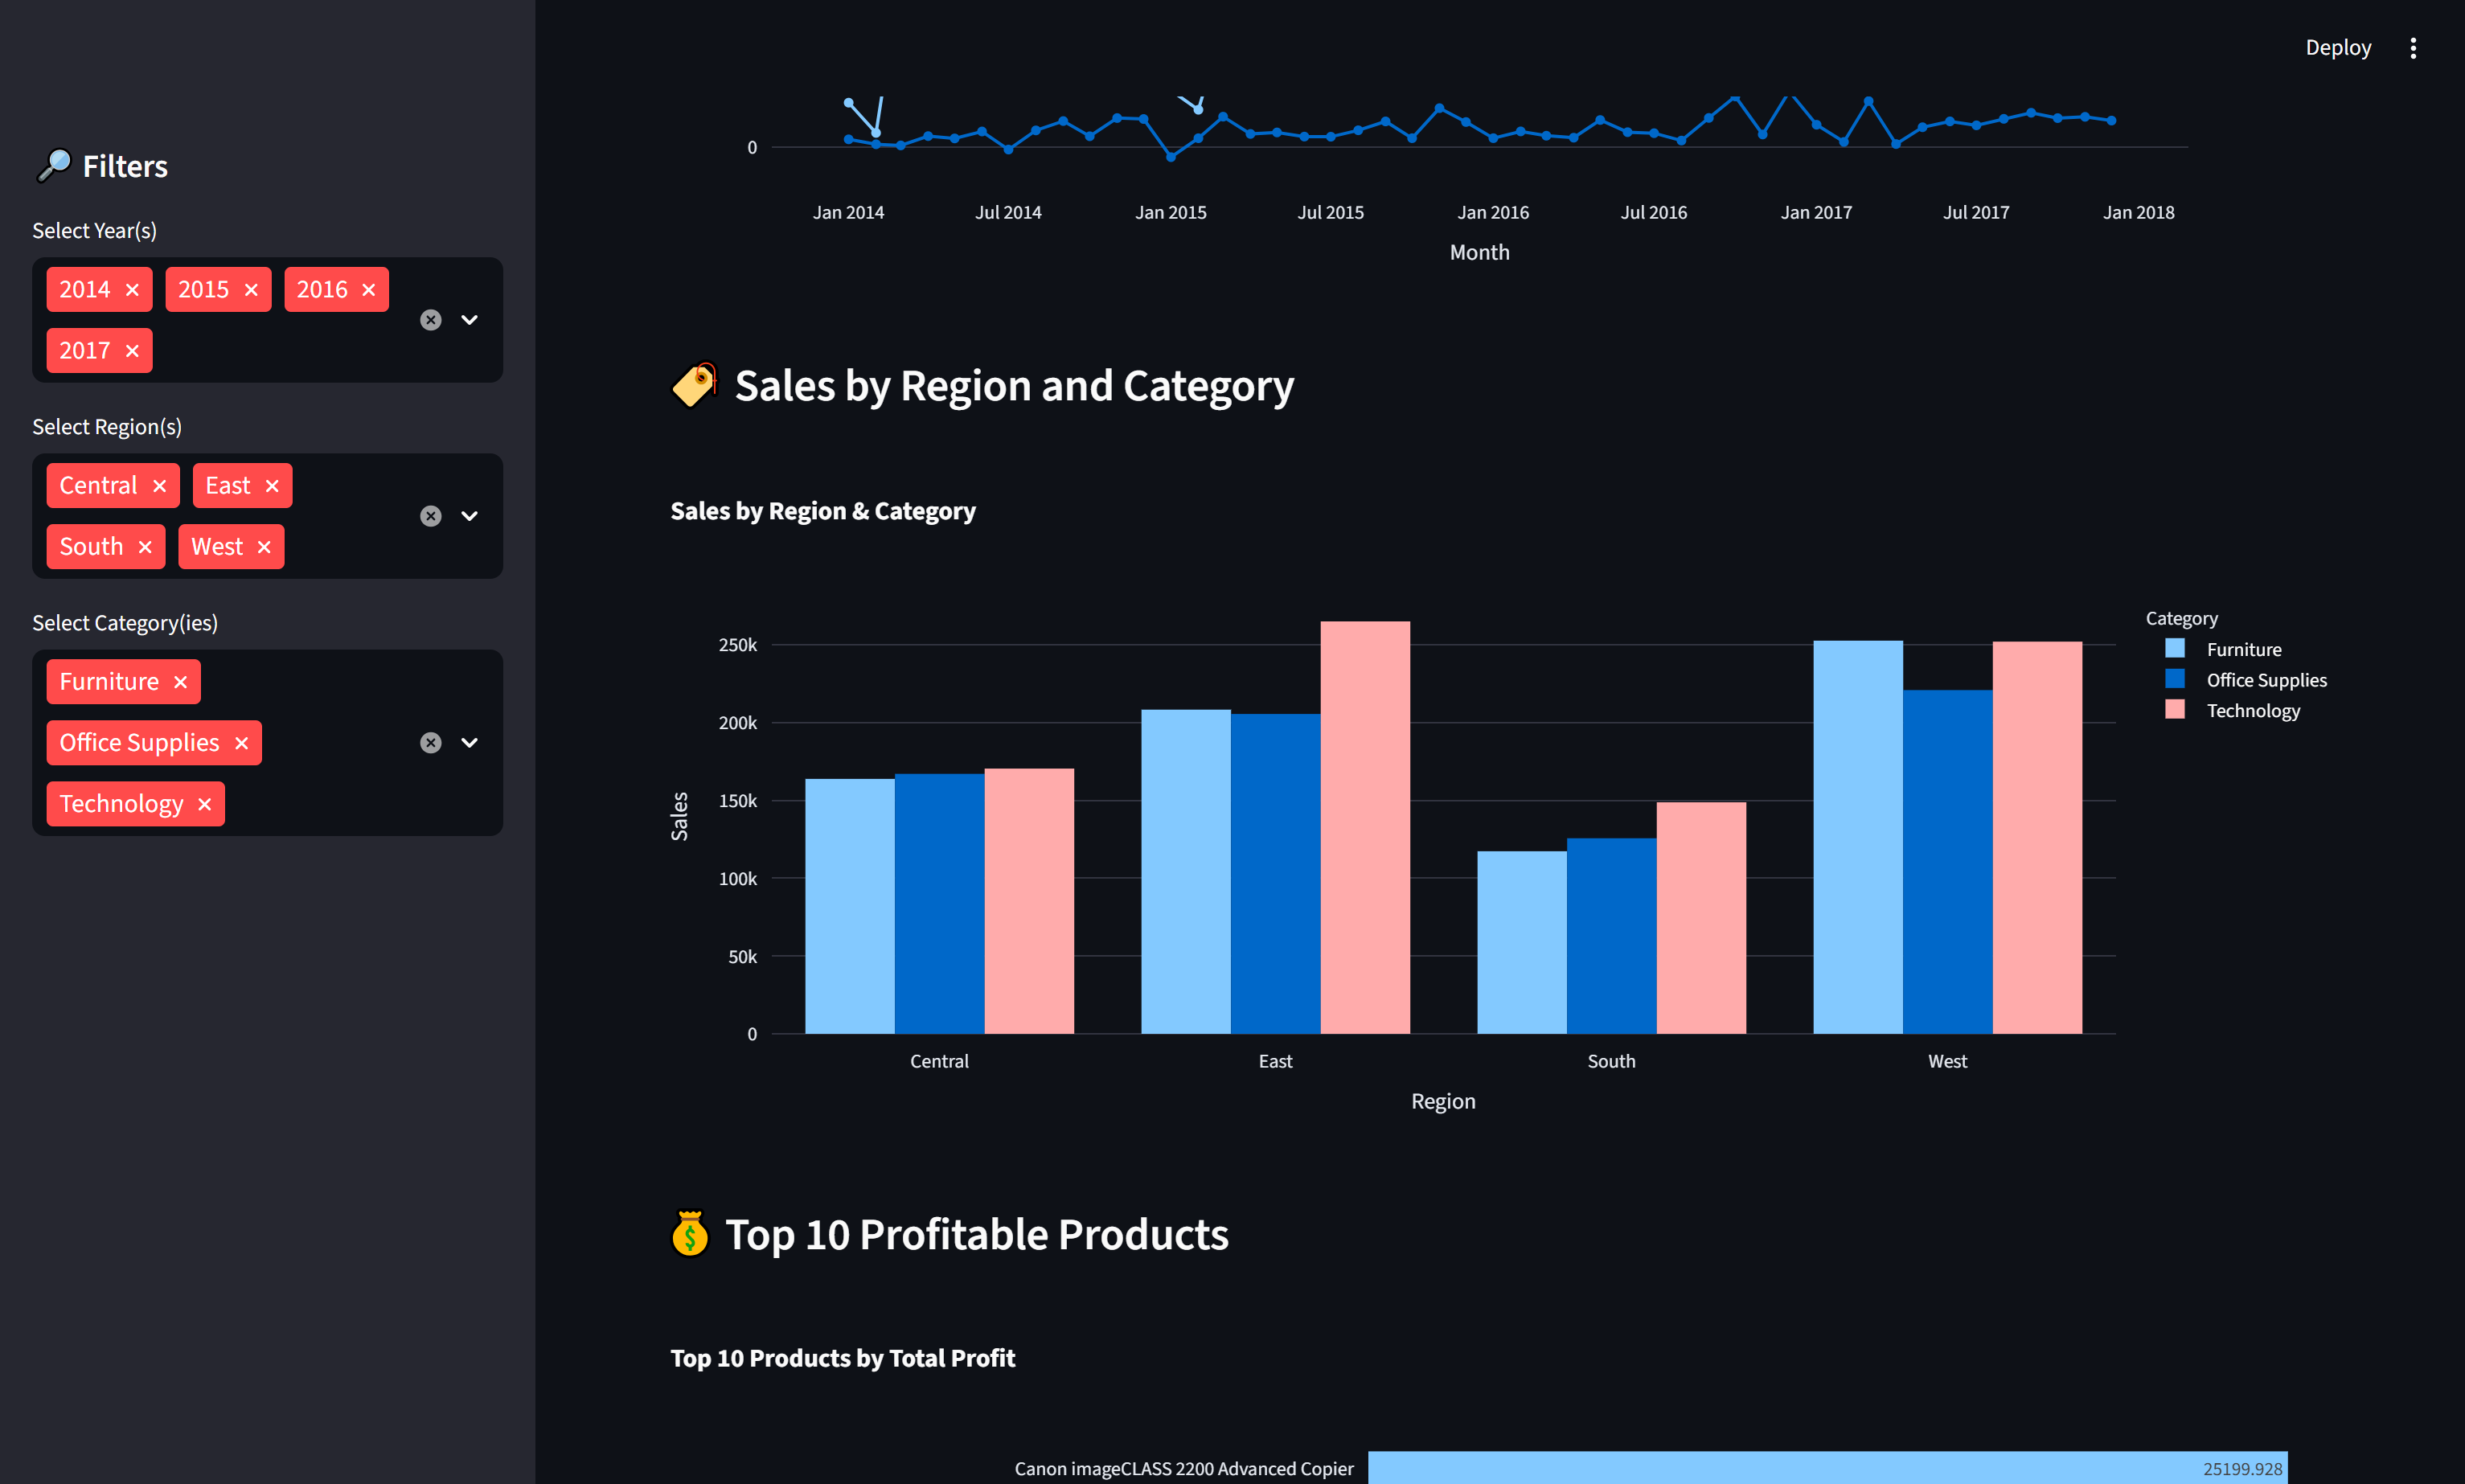 Deploy
Filters
Select Year(s)
2014 2015 2016
2017
Select Region(s)
Central East
South West
Select Category(ies)
Furniture
Office Supplies
Technology
0
Jan 2014 Jul 2014 Jan 2015 Jul 2015 Jan 2016 Jul 2016 Jan 2017 Jul 2017 Jan 2018
Month
Sales by Region and Category
Sales by Region & Category
Category
Furniture
Office Supplies
Technology
250k
200k
150k
100k
50k
0
Sales
Central East South West
Region
Top 10 Profitable Products
Top 10 Products by Total Profit
Canon imageCLASS 2200 Advanced Copier 25199.928